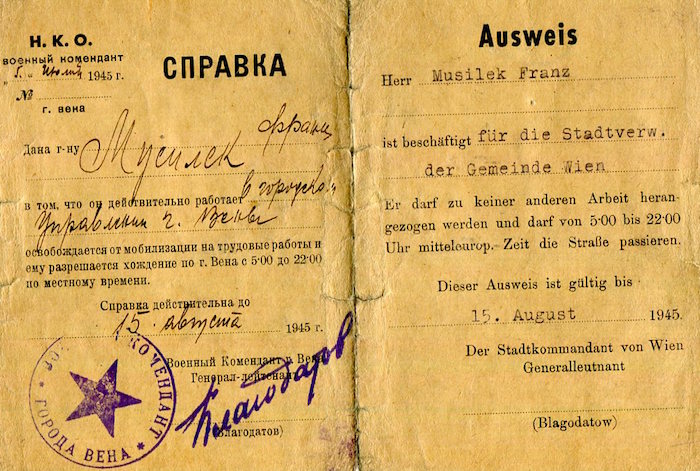 Н. К. О.
военный комендант
"5" Июля 1945 г.
№
г. вена
СПРАВКА
Дана г-ну Мусилек Франц
в том, что он действительно работает в городском
Управлении г. Вены
освобождается от мобилизации на трудовые работы и
ему разрешается хождение по г. Вена с 5·00 до 22·00
по местному времени.
Справка действительна до
15 августа 1945 г.
Военный Комендант г. Вена
Генерал-лейтенант
Благодатов
(Благодатов)
КОМЕНДАНТ
ГОРОДА ВЕНА
Ausweis
Herr Musilek Franz
ist beschäftigt für die Stadtverw.
der Gemeinde Wien
Er darf zu keiner anderen Arbeit heran-
gezogen werden und darf von 5·00 bis 22·00
Uhr mitteleurop. Zeit die Straße passieren.
Dieser Ausweis ist gültig bis
15. August 1945.
Der Stadtkommandant von Wien
Generalleutnant
(Blagodatow)